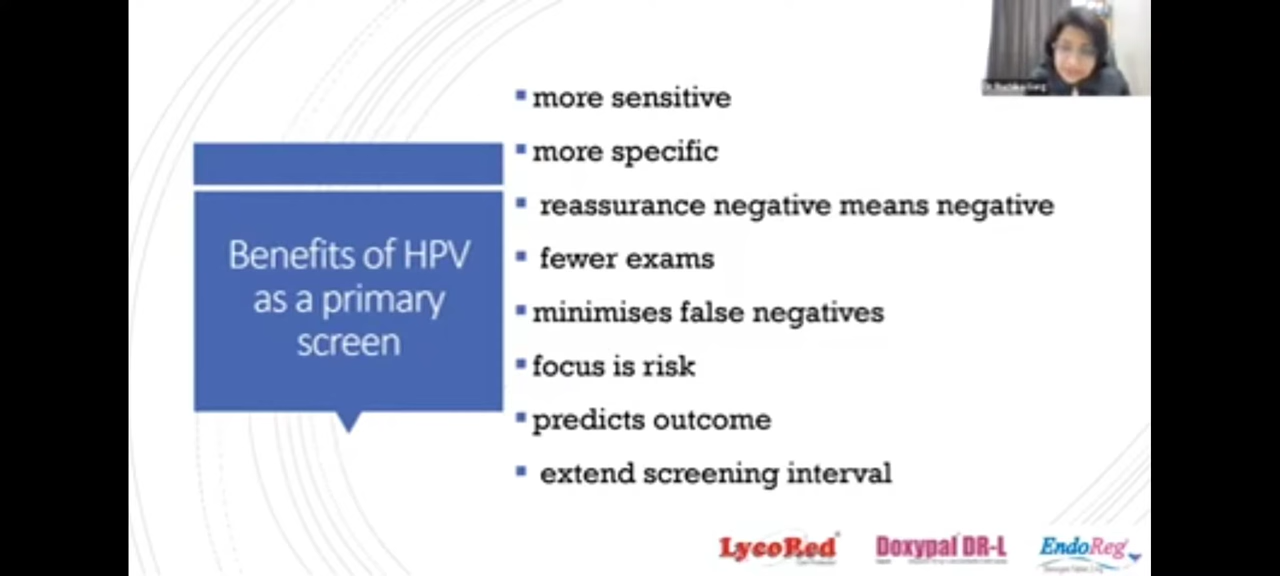 Benefits of HPV
as a primary
screen
more sensitive
more specific
reassurance negative means negative
fewer exams
minimises false negatives
focus is risk
predicts outcome
extend screening interval
LycoRed
Doxypal DR-L
EndoReg